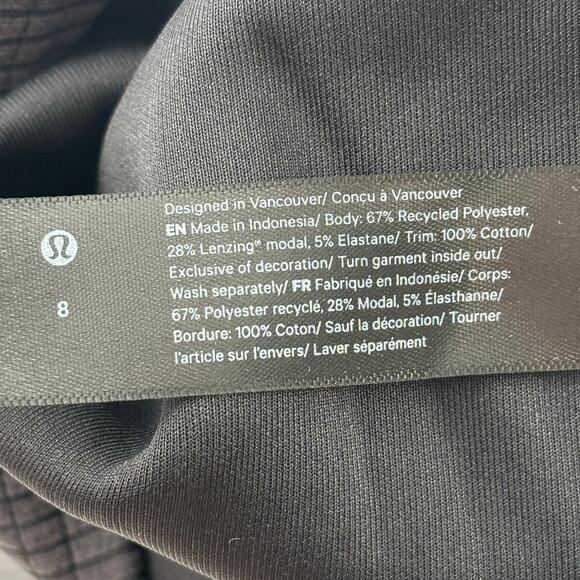 8
Designed in Vancouver/ Conçu à Vancouver
EN Made in Indonesia/ Body: 67% Recycled Polyester,
28% Lenzing™ modal, 5% Elastane/ Trim: 100% Cotton/
Exclusive of decoration/ Turn garment inside out/
Wash separately/ FR Fabriqué en Indonésie/ Corps:
67% Polyester recyclé, 28% Modal, 5% Élasthanne/
Bordure: 100% Coton/ Sauf la décoration/ Tourner
l'article sur l'envers/ Laver séparément